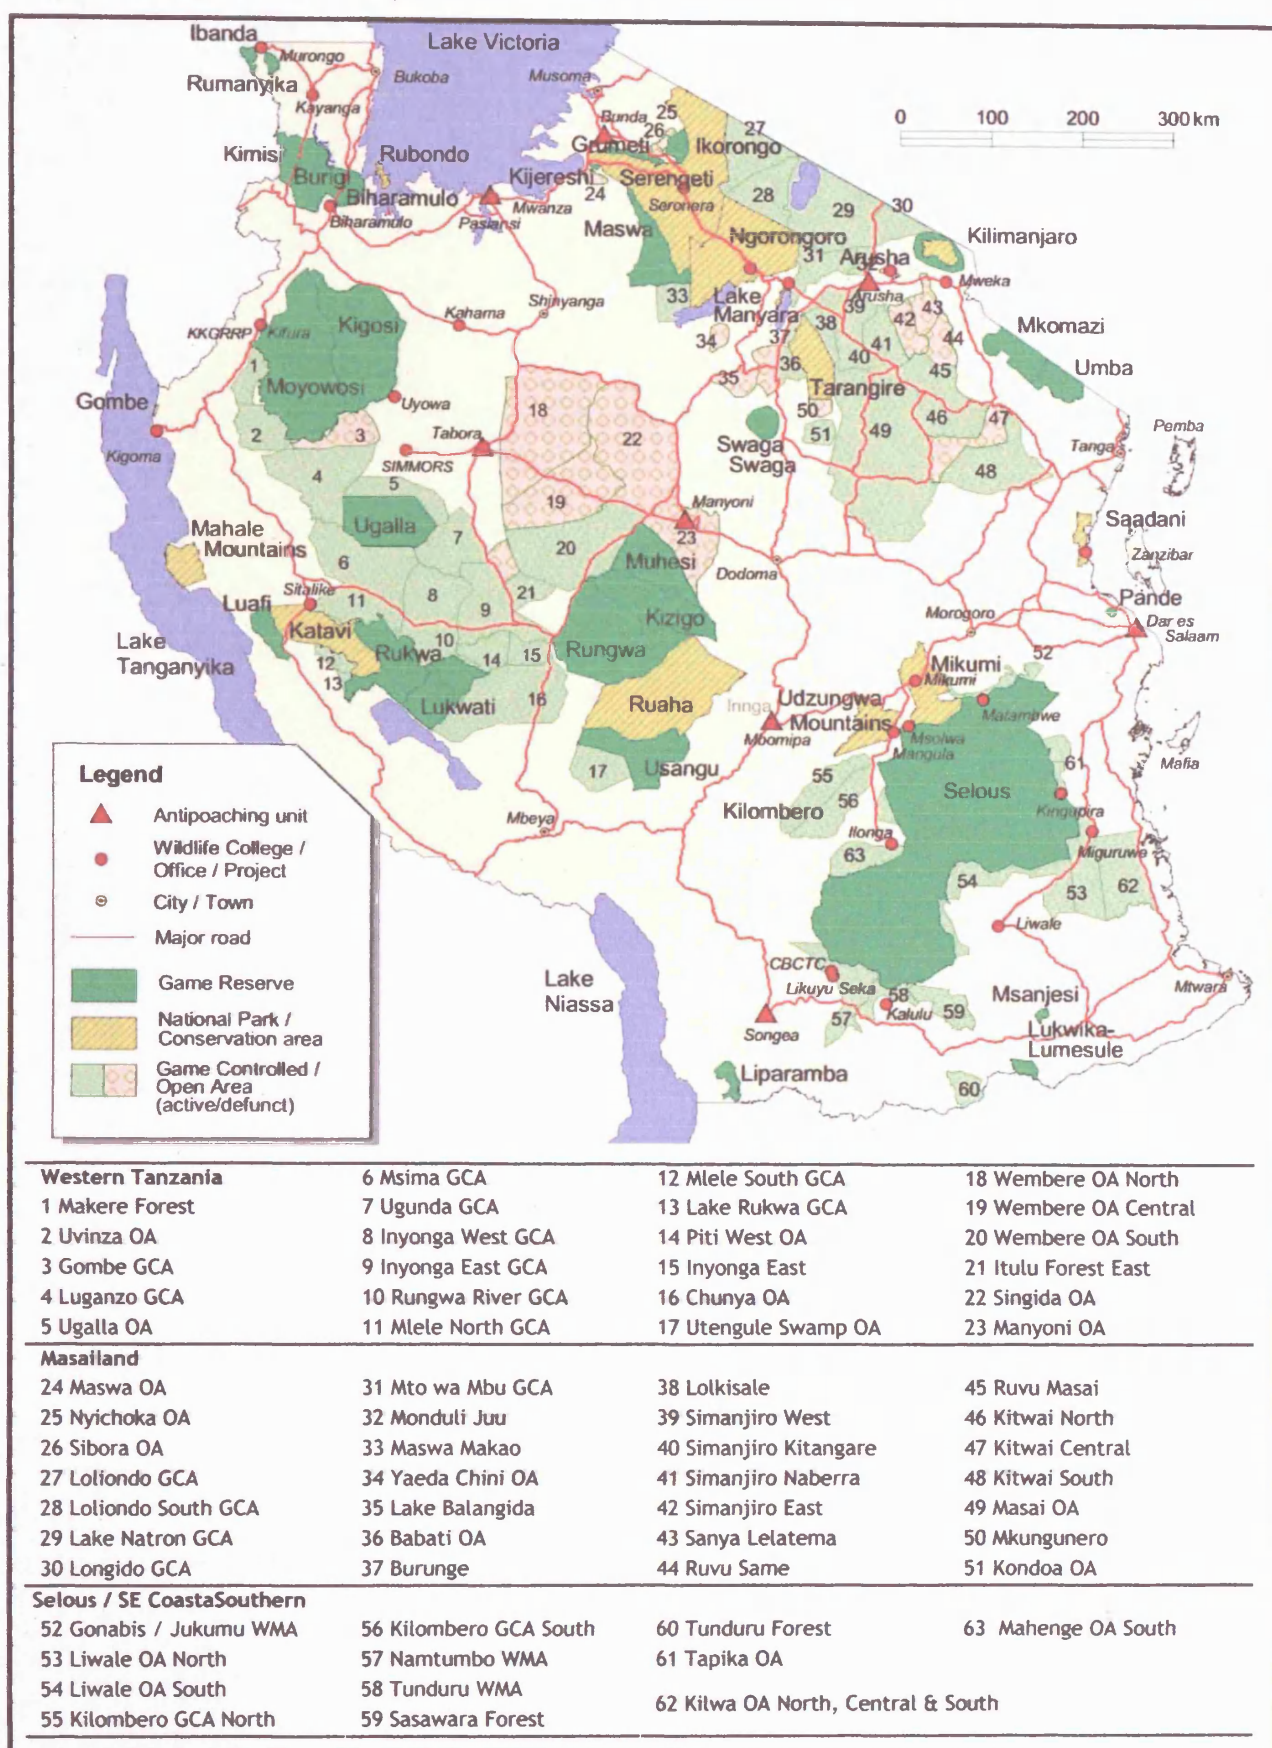 Ibanda
Lake Victoria
Murongo
Rumanyika
Bukoba
Musoma
Kayanga
Bunda
25
26
27
0 100 200 300 km
Grumeti
Ikorongo
Kimisi
Rubondo
Burigi
Kijereshi
Serengeti
Biharamulo
24
28
30
Mwanza
Seronera
29
Biharamulo
Pasiansi
Maswa
Ngorongoro
Kilimanjaro
31
Arusha
32
Mweka
33
Lake
Manyara
Arusha
39
Shinyanga
43
KKGRRP
Kifura
Kigosi
Kahama
38
42
Mkomazi
34
37
41
44
1
36
40
Umba
Moyowosi
35
45
Gombe
Uyowa
18
Tarangire
50
46
47
Pemba
2
3
Tabora
22
51
49
Kigoma
SIMMORS
Swaga
Swaga
Tanga
4
5
48
19
Manyoni
Saadani
Ugalla
23
Mahale
Mountains
7
20
Muhesi
Zanzibar
6
Dodoma
Sitalike
8
21
Pande
Luafi
11
9
Kizigo
Morogoro
Dar es
Salaam
Katavi
10
Lake
Tanganyika
Rukwa
14
15
Rungwa
52
12
Mikumi
13
Mikumi
Lukwati
16
Ruaha
Iringa
Udzungwa
Mountains
Matambwe
Mbomipa
Msolwa
Mangula
Legend
17
Usangu
55
61
Mafia
Selous
Antipoaching unit
Kilombero
56
Kingupira
Mbeya
Wildlife College /
Office / Project
Ilonga
Miguruwe
63
City / Town
54
53
62
Major road
Liwale
CBCTC
Lake
Niassa
Likuyu Seka
Msanjesi
Mtwara
Game Reserve
58
Kalulu
59
Songea
57
Lukwika-
Lumesule
National Park /
Conservation area
Game Controlled /
Open Area
(active/defunct)
Liparamba
60
Western Tanzania
1 Makere Forest
2 Uvinza OA
3 Gombe GCA
4 Luganzo GCA
5 Ugalla OA
6 Msima GCA
7 Ugunda GCA
8 Inyonga West GCA
9 Inyonga East GCA
10 Rungwa River GCA
11 Mlele North GCA
12 Mlele South GCA
13 Lake Rukwa GCA
14 Piti West OA
15 Inyonga East
16 Chunya OA
17 Utengule Swamp OA
18 Wembere OA North
19 Wembere OA Central
20 Wembere OA South
21 Itulu Forest East
22 Singida OA
23 Manyoni OA
Masailand
24 Maswa OA
25 Nyichoka OA
26 Sibora OA
27 Loliondo GCA
28 Loliondo South GCA
29 Lake Natron GCA
30 Longido GCA
31 Mto wa Mbu GCA
32 Monduli Juu
33 Maswa Makao
34 Yaeda Chini OA
35 Lake Balangida
36 Babati OA
37 Burunge
38 Lolkisale
39 Simanjiro West
40 Simanjiro Kitangare
41 Simanjiro Naberra
42 Simanjiro East
43 Sanya Lelatema
44 Ruvu Same
45 Ruvu Masai
46 Kitwai North
47 Kitwai Central
48 Kitwai South
49 Masai OA
50 Mkungunero
51 Kondoa OA
Selous / SE CoastaSouthern
52 Gonabis / Jukumu WMA
53 Liwale OA North
54 Liwale OA South
55 Kilombero GCA North
56 Kilombero GCA South
57 Namtumbo WMA
58 Tunduru WMA
59 Sasawara Forest
60 Tunduru Forest
61 Tapika OA
62 Kilwa OA North, Central & South
63 Mahenge OA South